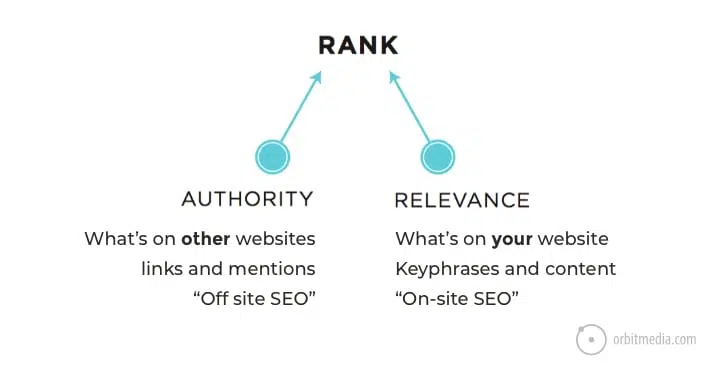 RANK
AUTHORITY
What’s on other websites
links and mentions
“Off site SEO”
RELEVANCE
What’s on your website
Keyphrases and content
“On-site SEO”
orbitmedia.com